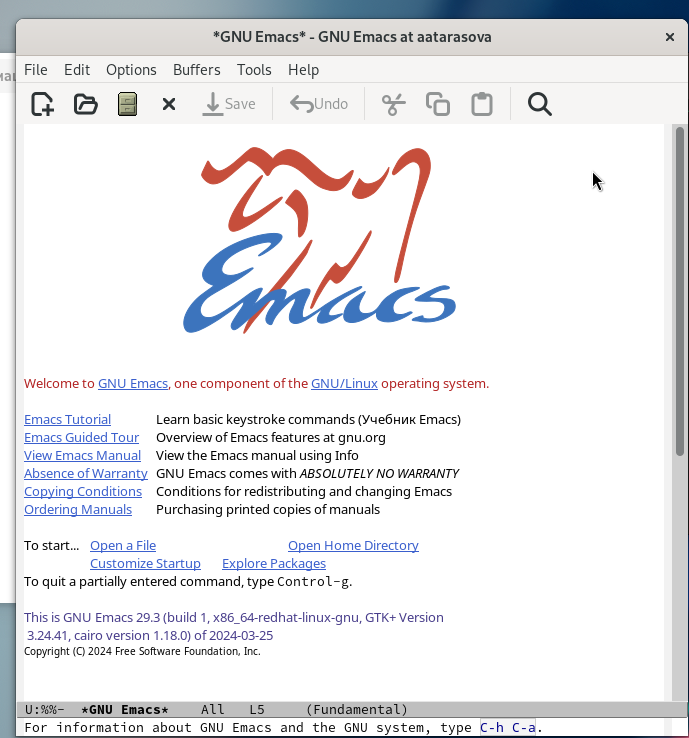 *GNU Emacs* - GNU Emacs at aatarasova
File Edit Options Buffers Tools Help
Save Undo
Emacs
Welcome to GNU Emacs, one component of the GNU/Linux operating system.
Emacs Tutorial Learn basic keystroke commands (Учебник Emacs)
Emacs Guided Tour Overview of Emacs features at gnu.org
View Emacs Manual View the Emacs manual using Info
Absence of Warranty GNU Emacs comes with ABSOLUTELY NO WARRANTY
Copying Conditions Conditions for redistributing and changing Emacs
Ordering Manuals Purchasing printed copies of manuals
To start... Open a File Open Home Directory
Customize Startup Explore Packages
To quit a partially entered command, type Control-g.
This is GNU Emacs 29.3 (build 1, x86_64-redhat-linux-gnu, GTK+ Version
3.24.41, cairo version 1.18.0) of 2024-03-25
Copyright (C) 2024 Free Software Foundation, Inc.
U:%%- *GNU Emacs* All L5 (Fundamental)
For information about GNU Emacs and the GNU system, type C-h C-a.